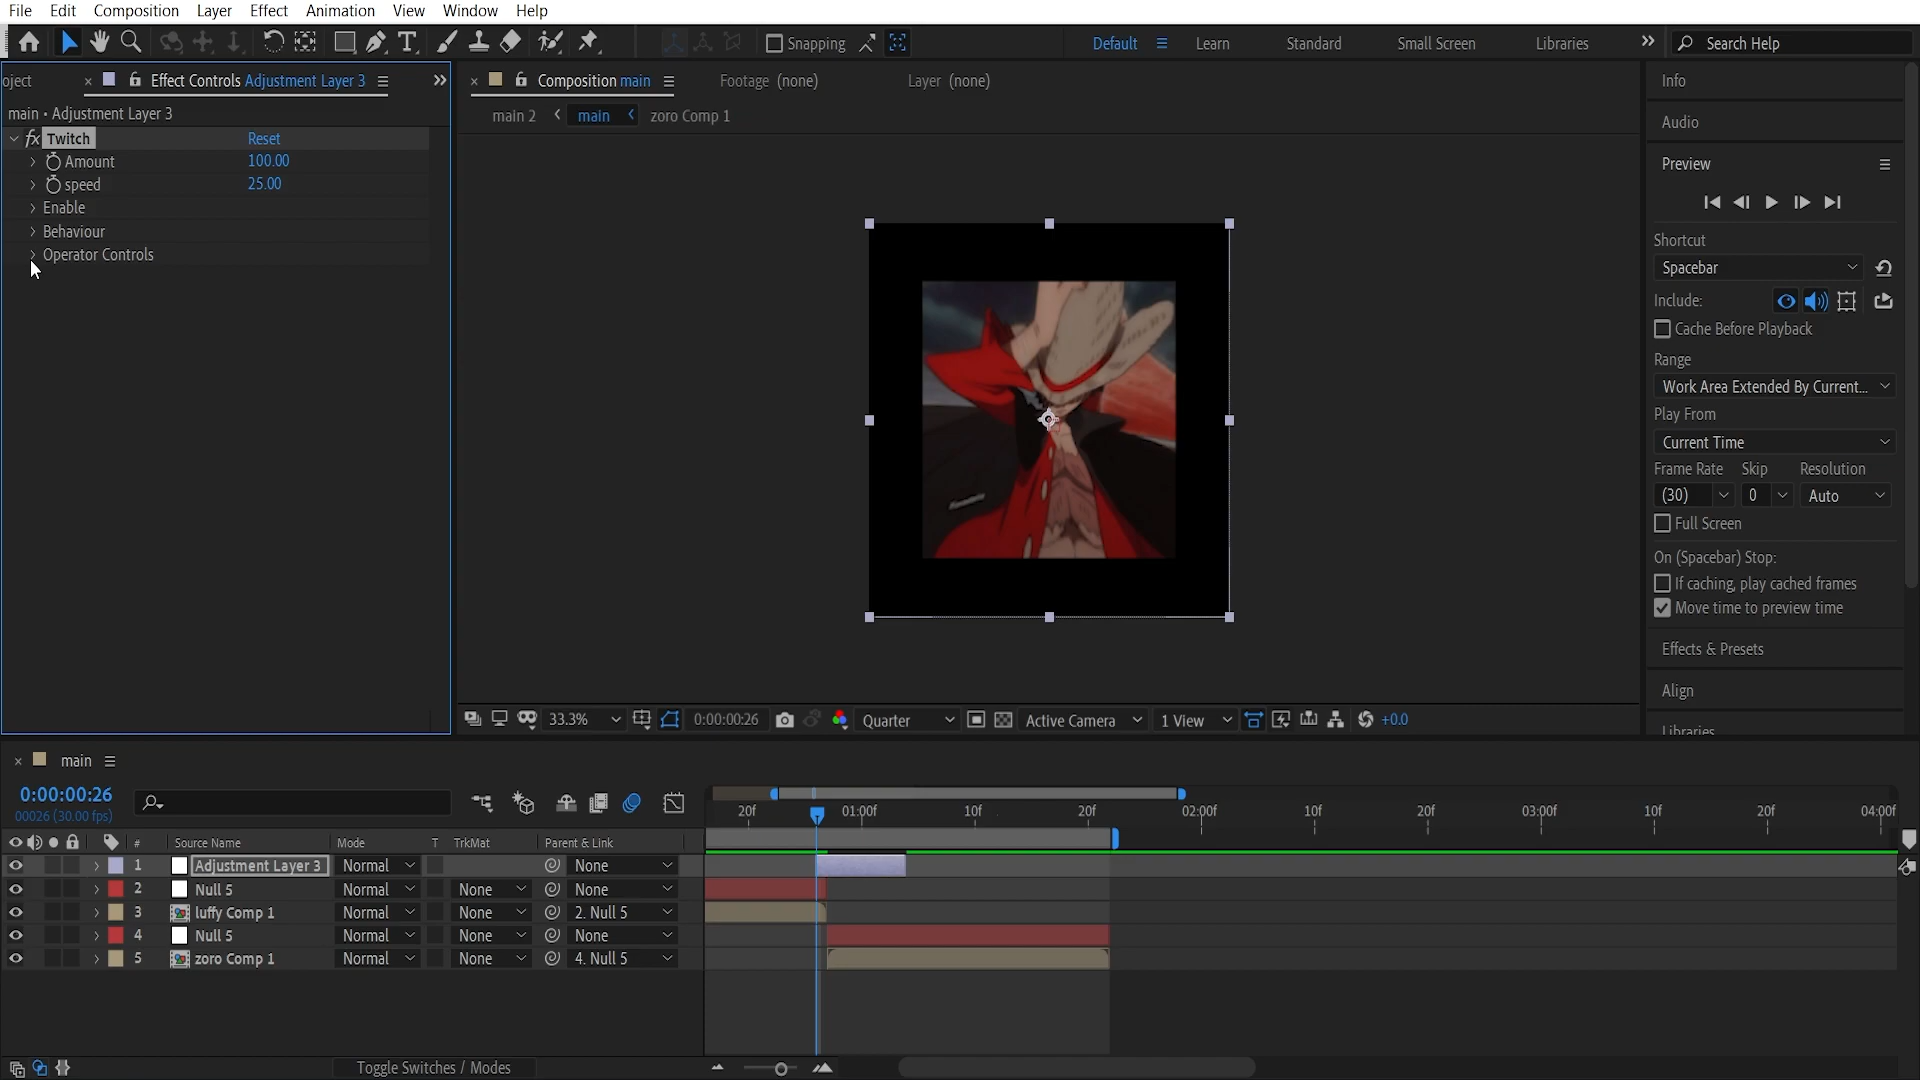 File Edit Composition Layer Effect Animation View Window Help
Snapping Default Learn Standard Small Screen Libraries Search Help
oject Effect Controls Adjustment Layer 3
main • Adjustment Layer 3
fx Twitch Reset
Amount 100.00
speed 25.00
Enable
Behaviour
Operator Controls
Composition main Footage (none) Layer (none)
main 2 main zoro Comp 1
33.3% 0:00:00:26 Quarter Active Camera 1 View +0.0
Info
Audio
Preview
Shortcut
Spacebar
Include:
Cache Before Playback
Range
Work Area Extended By Current...
Play From
Current Time
Frame Rate Skip Resolution
(30) 0 Auto
Full Screen
On (Spacebar) Stop:
If caching, play cached frames
Move time to preview time
Effects & Presets
Align
Libraries
main
0:00:00:26
00026 (30.00 fps)
20f 01:00f 10f 20f 02:00f 10f 20f 03:00f 10f 20f 04:00f
# Source Name Mode T TrkMat Parent & Link
1 Adjustment Layer 3 Normal None
2 Null 5 Normal None None
3 luffy Comp 1 Normal None 2. Null 5
4 Null 5 Normal None None
5 zoro Comp 1 Normal None 4. Null 5
Toggle Switches / Modes